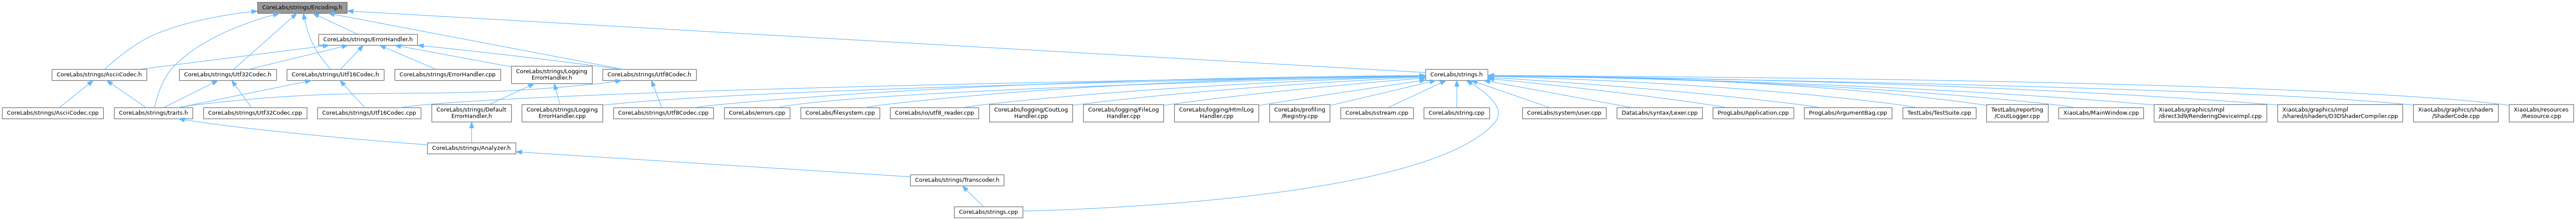 CoreLabs/strings/Encoding.h
CoreLabs/strings/ErrorHandler.h
CoreLabs/strings/AsciiCodec.h
CoreLabs/strings/Utf32Codec.h
CoreLabs/strings/Utf16Codec.h
CoreLabs/strings/ErrorHandler.cpp
CoreLabs/strings/Logging
ErrorHandler.h
CoreLabs/strings/Utf8Codec.h
CoreLabs/strings.h
CoreLabs/strings/AsciiCodec.cpp
CoreLabs/strings/traits.h
CoreLabs/strings/Utf32Codec.cpp
CoreLabs/strings/Utf16Codec.cpp
CoreLabs/strings/Default
ErrorHandler.h
CoreLabs/strings/Logging
ErrorHandler.cpp
CoreLabs/strings/Utf8Codec.cpp
CoreLabs/errors.cpp
CoreLabs/filesystem.cpp
CoreLabs/io/utf8_reader.cpp
CoreLabs/logging/CoutLog
Handler.cpp
CoreLabs/logging/FileLog
Handler.cpp
CoreLabs/logging/HtmlLog
Handler.cpp
CoreLabs/profiling
/Registry.cpp
CoreLabs/sstream.cpp
CoreLabs/string.cpp
CoreLabs/system/user.cpp
DataLabs/syntax/Lexer.cpp
ProgLabs/Application.cpp
ProgLabs/ArgumentBag.cpp
TestLabs/TestSuite.cpp
TestLabs/reporting
/CoutLogger.cpp
XiaoLabs/MainWindow.cpp
XiaoLabs/graphics/impl
/direct3d9/RenderingDeviceImpl.cpp
XiaoLabs/graphics/impl
/shared/shaders/D3DShaderCompiler.cpp
XiaoLabs/graphics/shaders
/ShaderCode.cpp
XiaoLabs/resources
/Resource.cpp
CoreLabs/strings/Analyzer.h
CoreLabs/strings/Transcoder.h
CoreLabs/strings.cpp